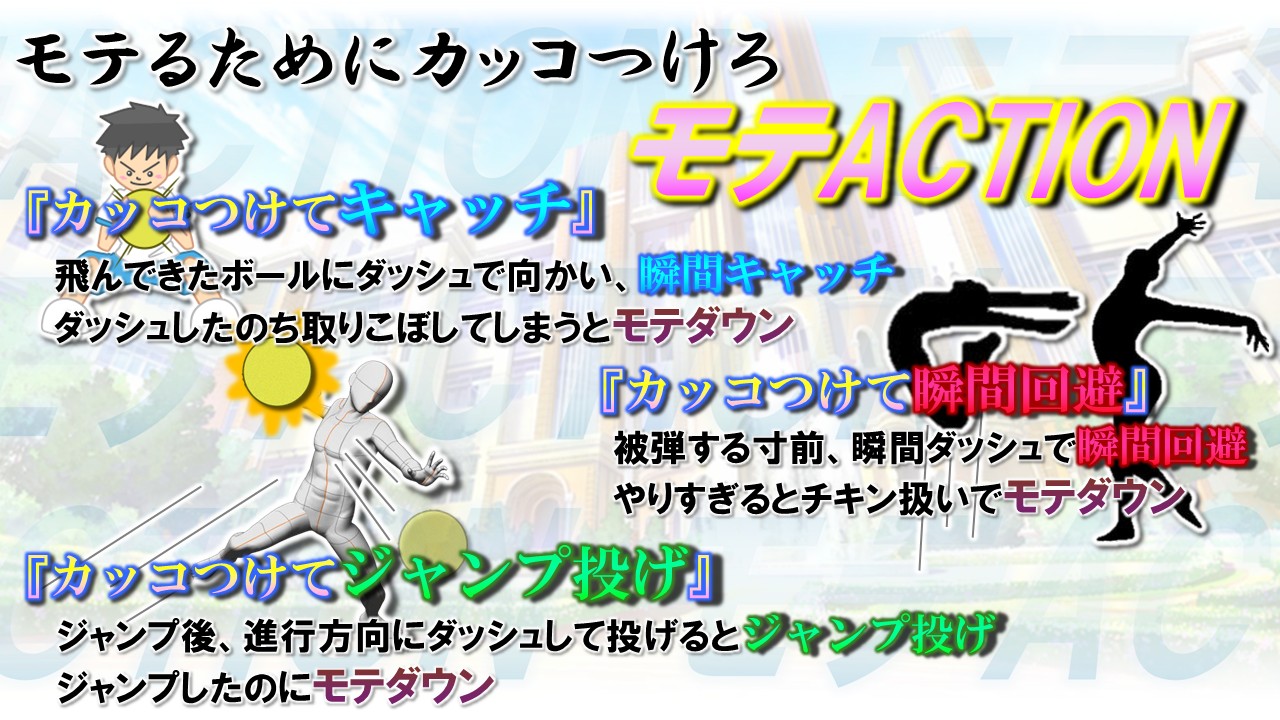 モテるためにカッコつけろ
モテACTION
『カッコつけてキャッチ』
飛んできたボールにダッシュで向かい、瞬間キャッチ
ダッシュしたのち取りこぼしてしまうとモテダウン
『カッコつけて瞬間回避』
被弾する寸前、瞬間ダッシュで瞬間回避
やりすぎるとチキン扱いでモテダウン
『カッコつけてジャンプ投げ』
ジャンプ後、進行方向にダッシュして投げるとジャンプ投げ
ジャンプしたのにモテダウン